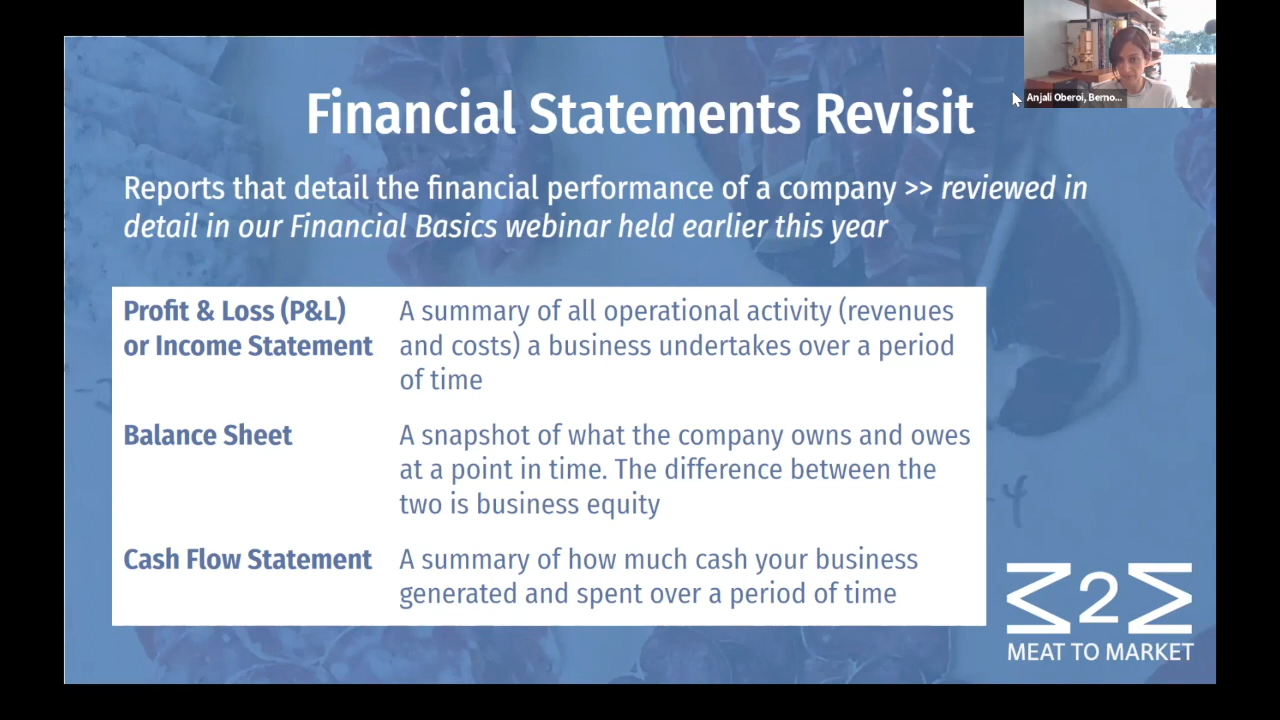 Financial Statements Revisit
Anjali Oberoi, Berno...
Reports that detail the financial performance of a company >> reviewed in
detail in our Financial Basics webinar held earlier this year
Profit & Loss (P&L)
or Income Statement
A summary of all operational activity (revenues
and costs) a business undertakes over a period
of time
Balance Sheet
A snapshot of what the company owns and owes
at a point in time. The difference between the
two is business equity
Cash Flow Statement
A summary of how much cash your business
generated and spent over a period of time
M2M
MEAT TO MARKET